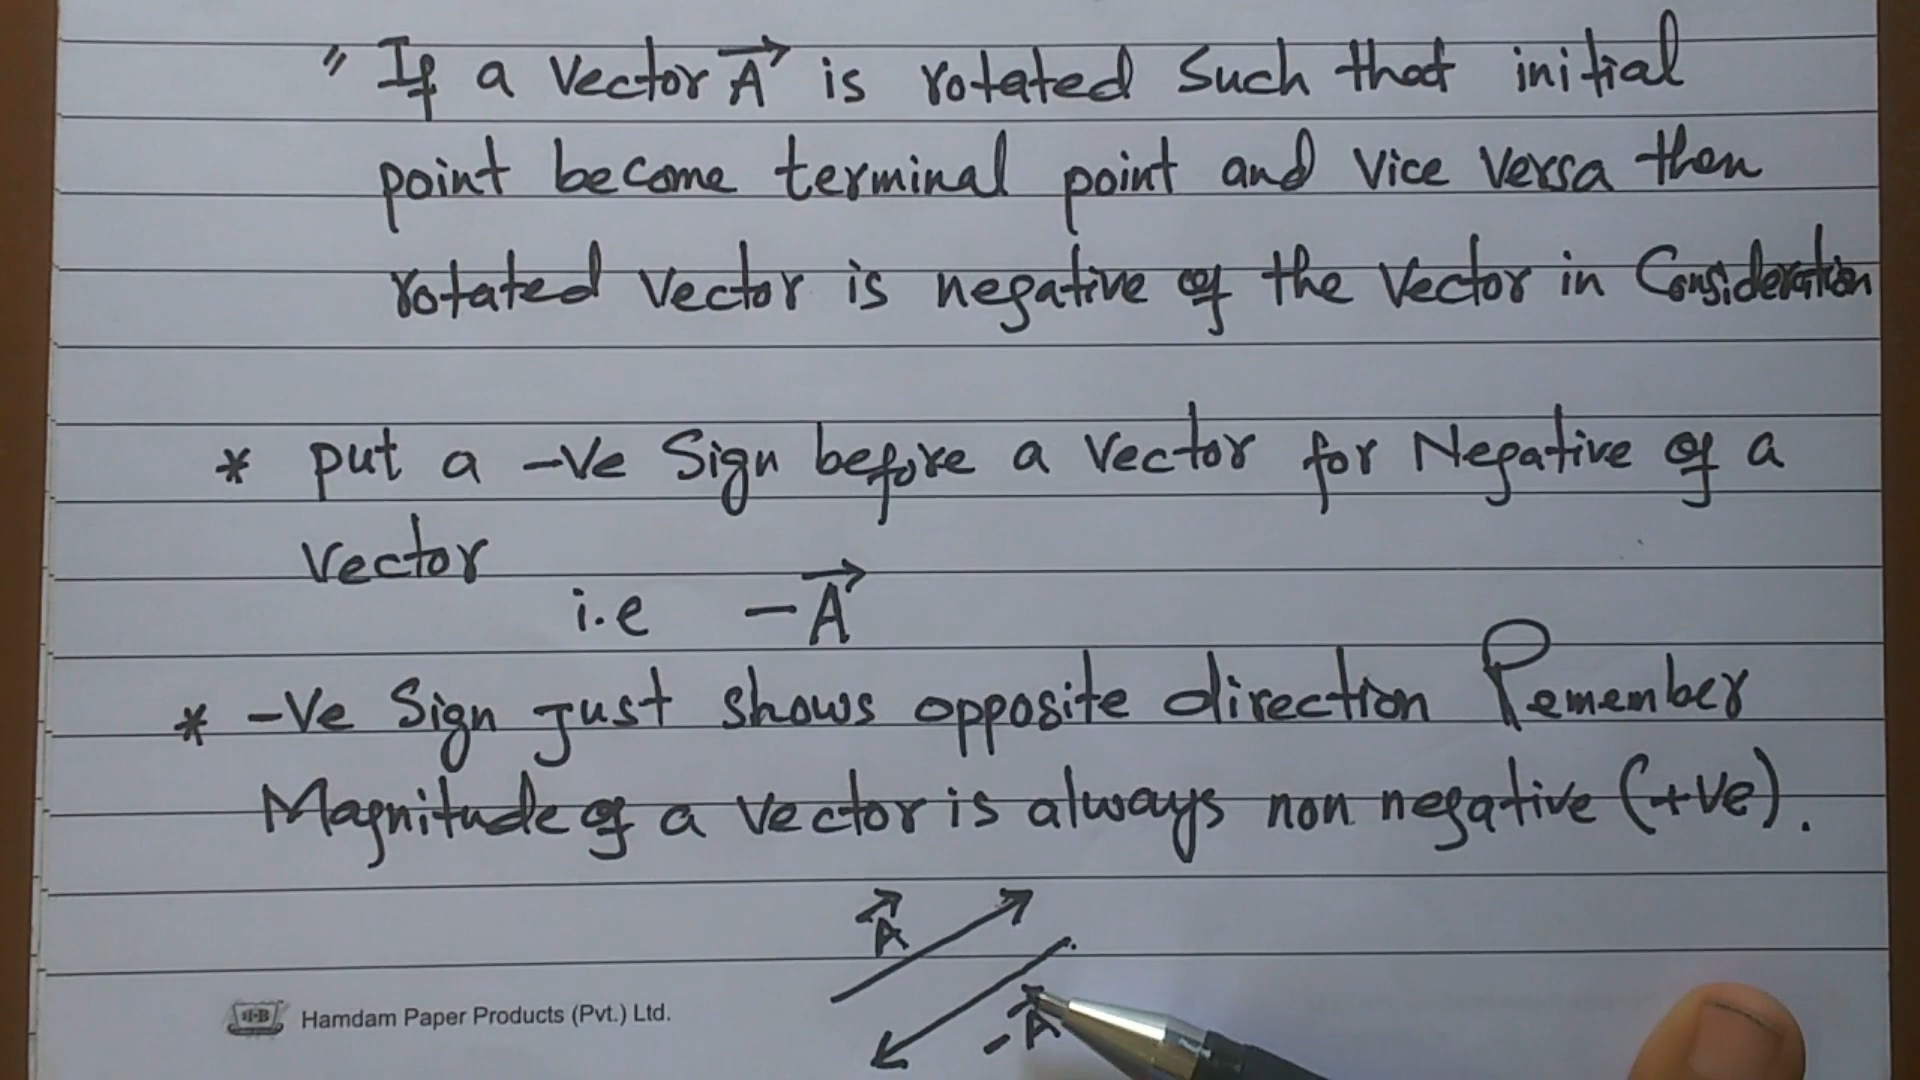 " If a Vector A is rotated Such that initial
point become terminal point and Vice Versa then
rotated Vector is negative of the Vector in Consideration
* put a -Ve Sign before a Vector for Negative of a
Vector
i.e -A
* -Ve Sign Just shows opposite direction Remember
Magnitude of a Vector is always non negative (+ve).
A
-A
H-B Hamdam Paper Products (Pvt.) Ltd.